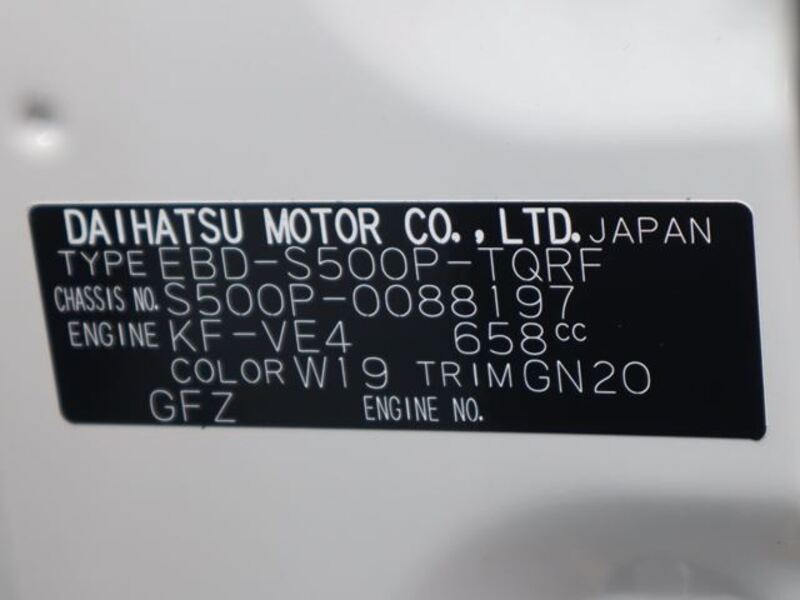 DAIHATSU MOTOR CO., LTD. JAPAN
TYPE EBD-S500P-TQRF
CHASSIS NO. S500P-0088197
ENGINE KF-VE4 658cc
COLOR W19 TRIM GN20
GFZ ENGINE NO.